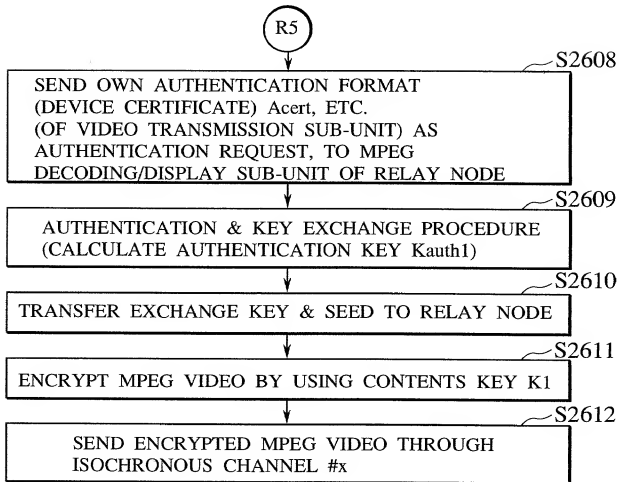 R5
S2608
SEND OWN AUTHENTICATION FORMAT
(DEVICE CERTIFICATE) Acert, ETC.
(OF VIDEO TRANSMISSION SUB-UNIT) AS
AUTHENTICATION REQUEST, TO MPEG
DECODING/DISPLAY SUB-UNIT OF RELAY NODE
S2609
AUTHENTICATION & KEY EXCHANGE PROCEDURE
(CALCULATE AUTHENTICATION KEY Kauth1)
S2610
TRANSFER EXCHANGE KEY & SEED TO RELAY NODE
S2611
ENCRYPT MPEG VIDEO BY USING CONTENTS KEY K1
S2612
SEND ENCRYPTED MPEG VIDEO THROUGH
ISOCHRONOUS CHANNEL #x